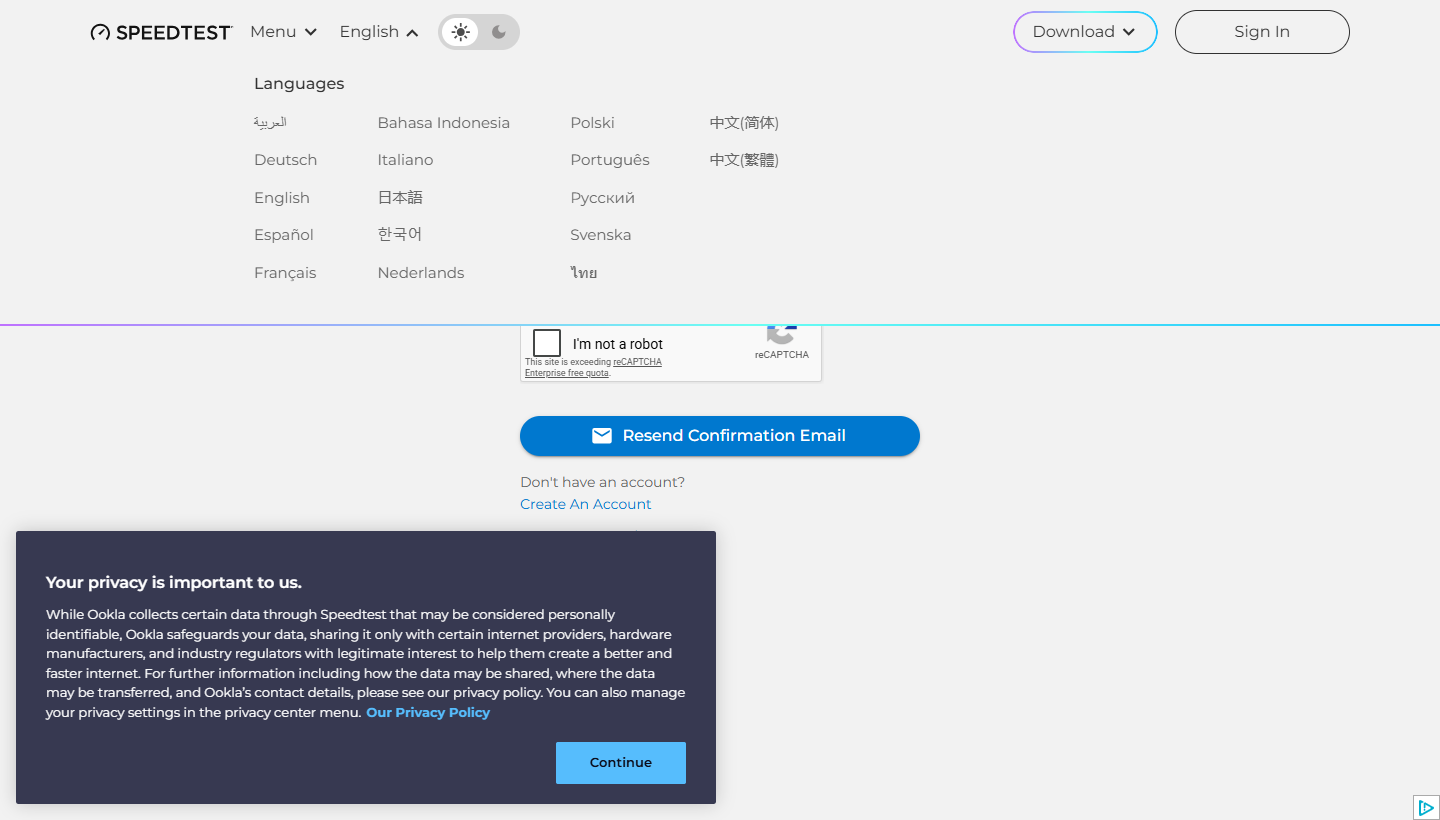 SPEEDTEST
Menu
English
Download
Sign In
Languages
العربية
Deutsch
English
Español
Français
Bahasa Indonesia
Italiano
日本語
한국어
Nederlands
Polski
Português
Русский
Svenska
ไทย
中文(简体)
中文(繁體)
I'm not a robot
reCAPTCHA
This site is exceeding reCAPTCHA
Enterprise free quota.
Resend Confirmation Email
Don't have an account?
Create An Account
Your privacy is important to us.
While Ookla collects certain data through Speedtest that may be considered personally
identifiable, Ookla safeguards your data, sharing it only with certain internet providers, hardware
manufacturers, and industry regulators with legitimate interest to help them create a better and
faster internet. For further information including how the data may be shared, where the data
may be transferred, and Ookla's contact details, please see our privacy policy. You can also manage
your privacy settings in the privacy center menu. Our Privacy Policy
Continue